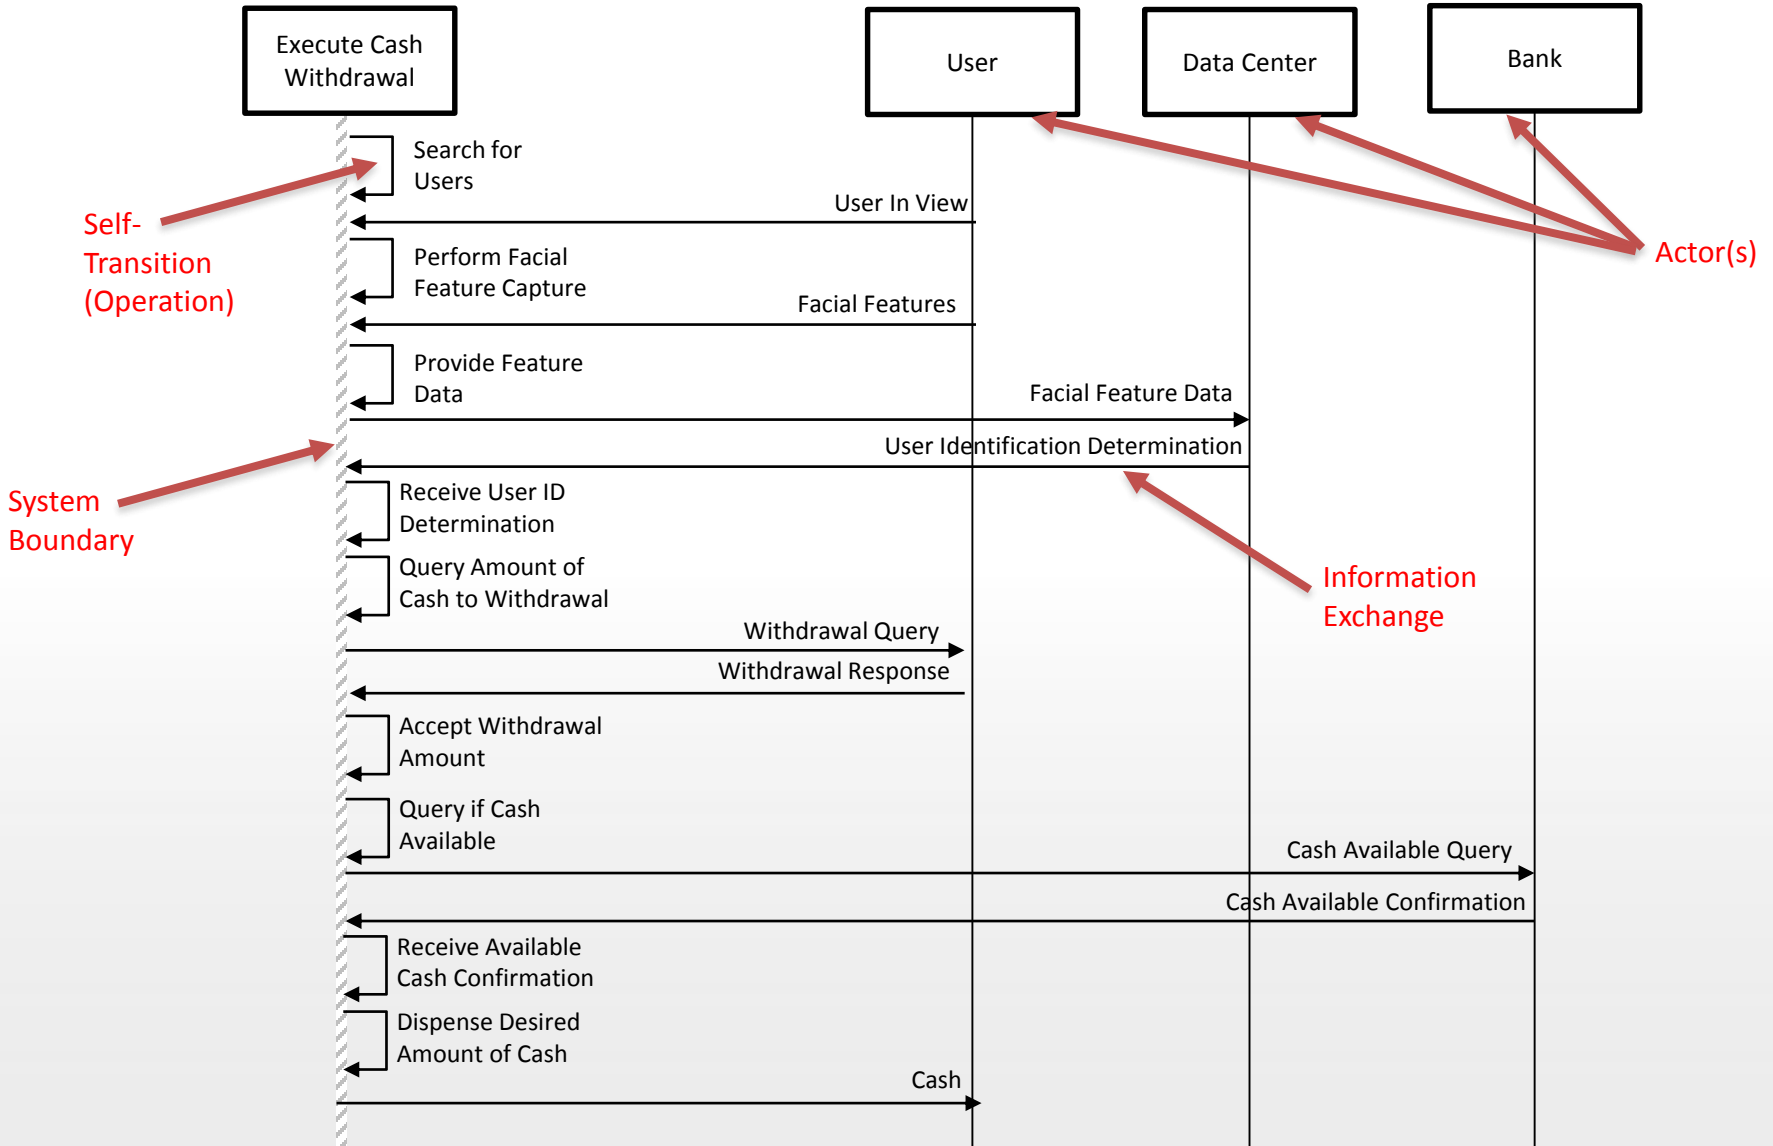 Execute Cash
Withdrawal
User
Data Center
Bank
Search for
Users
User In View
Self-
Transition
(Operation)
Actor(s)
Perform Facial
Feature Capture
Facial Features
Provide Feature
Data
Facial Feature Data
User Identification Determination
System
Boundary
Receive User ID
Determination
Query Amount of
Cash to Withdrawal
Information
Exchange
Withdrawal Query
Withdrawal Response
Accept Withdrawal
Amount
Query if Cash
Available
Cash Available Query
Cash Available Confirmation
Receive Available
Cash Confirmation
Dispense Desired
Amount of Cash
Cash